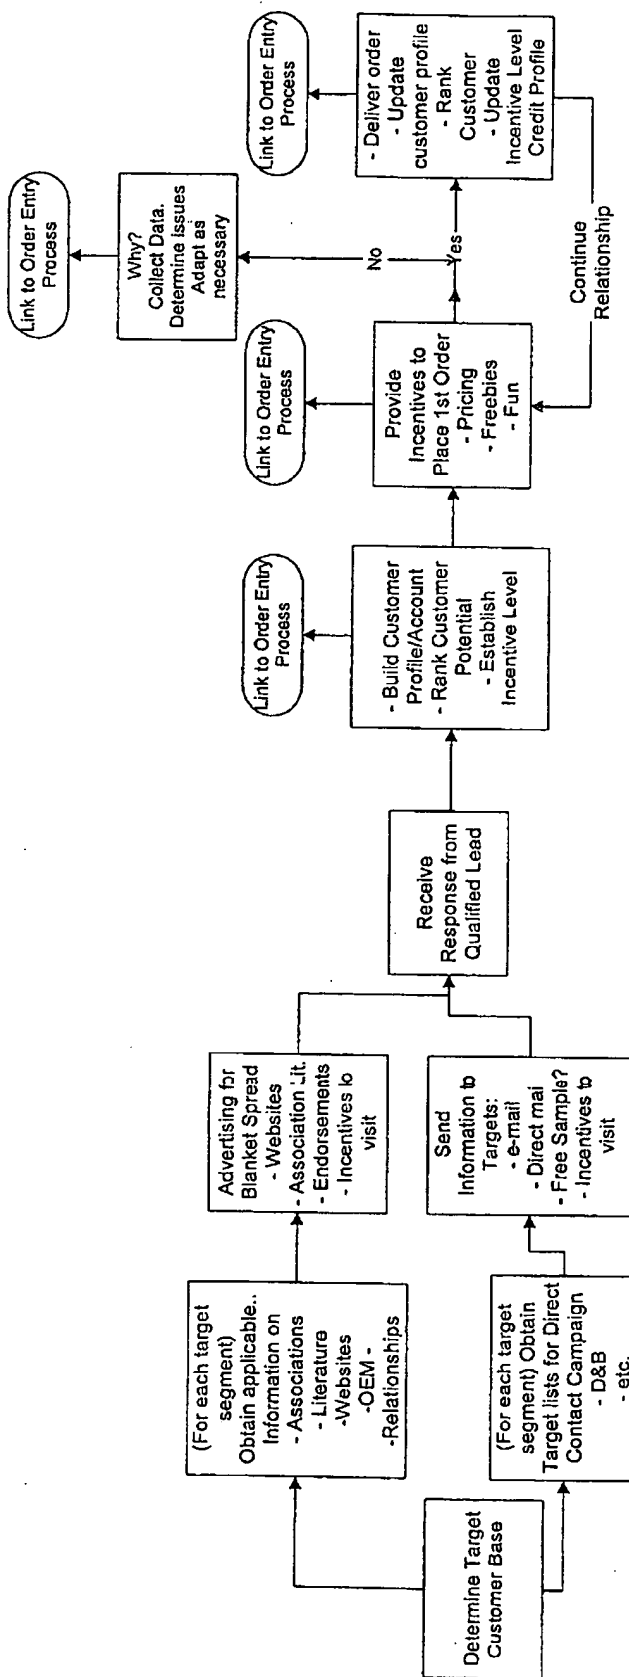 Determine Target
Customer Base
(For each target
segment)
Obtain applicable..
Information on
- Associations
- Literature
-Websites
-OEM -
-Relationships
(For each target
segment) Obtain
Target lists for Direct
Contact Campaign
- D&B
- etc.
Advertising for
Blanket Spread
- Websites
- Association Lit.
- Endorsements
- Incentives to
visit
Send
Information to
Targets:
- e-mail
- Direct mai
- Free Sample?
- Incentives to
visit
Receive
Response from
Qualified Lead
Link to Order Entry
Process
- Build Customer
Profile/Account
- Rank Customer
Potential
- Establish
Incentive Level
Link to Order Entry
Process
Provide
Incentives to
Place 1st Order
- Pricing
- Freebies
- Fun
Link to Order Entry
Process
Why?
Collect Data.
Determine Issues
Adapt as
necessary
No
Yes
Link to Order Entry
Process
- Deliver order
- Update
customer profile
- Rank
Customer
- Update
Incentive Level
Credit Profile
Continue
Relationship